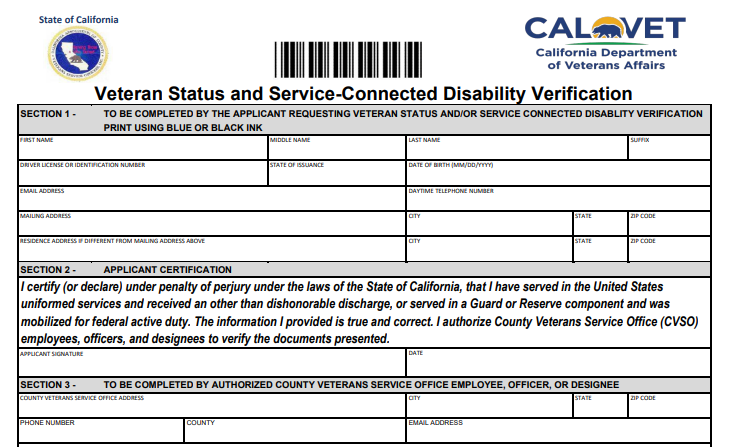 State of California
CALVET
California Department
of Veterans Affairs
Veteran Status and Service-Connected Disability Verification
SECTION 1 - TO BE COMPLETED BY THE APPLICANT REQUESTING VETERAN STATUS AND/OR SERVICE CONNECTED DISABLITY VERIFICATION
PRINT USING BLUE OR BLACK INK
FIRST NAME MIDDLE NAME LAST NAME SUFFIX
DRIVER LICENSE OR IDENTIFICATION NUMBER STATE OF ISSUANCE DATE OF BIRTH (MM/DD/YYYY)
EMAIL ADDRESS DAYTIME TELEPHONE NUMBER
MAILING ADDRESS CITY STATE ZIP CODE
RESIDENCE ADDRESS IF DIFFERENT FROM MAILING ADDRESS ABOVE CITY STATE ZIP CODE
SECTION 2 - APPLICANT CERTIFICATION
I certify (or declare) under penalty of perjury under the laws of the State of California, that I have served in the United States
uniformed services and received an other than dishonorable discharge, or served in a Guard or Reserve component and was
mobilized for federal active duty. The information I provided is true and correct. I authorize County Veterans Service Office (CVSO)
employees, officers, and designees to verify the documents presented.
APPLICANT SIGNATURE DATE
SECTION 3 - TO BE COMPLETED BY AUTHORIZED COUNTY VETERANS SERVICE OFFICE EMPLOYEE, OFFICER, OR DESIGNEE
COUNTY VETERANS SERVICE OFFICE ADDRESS CITY STATE ZIP CODE
PHONE NUMBER COUNTY EMAIL ADDRESS